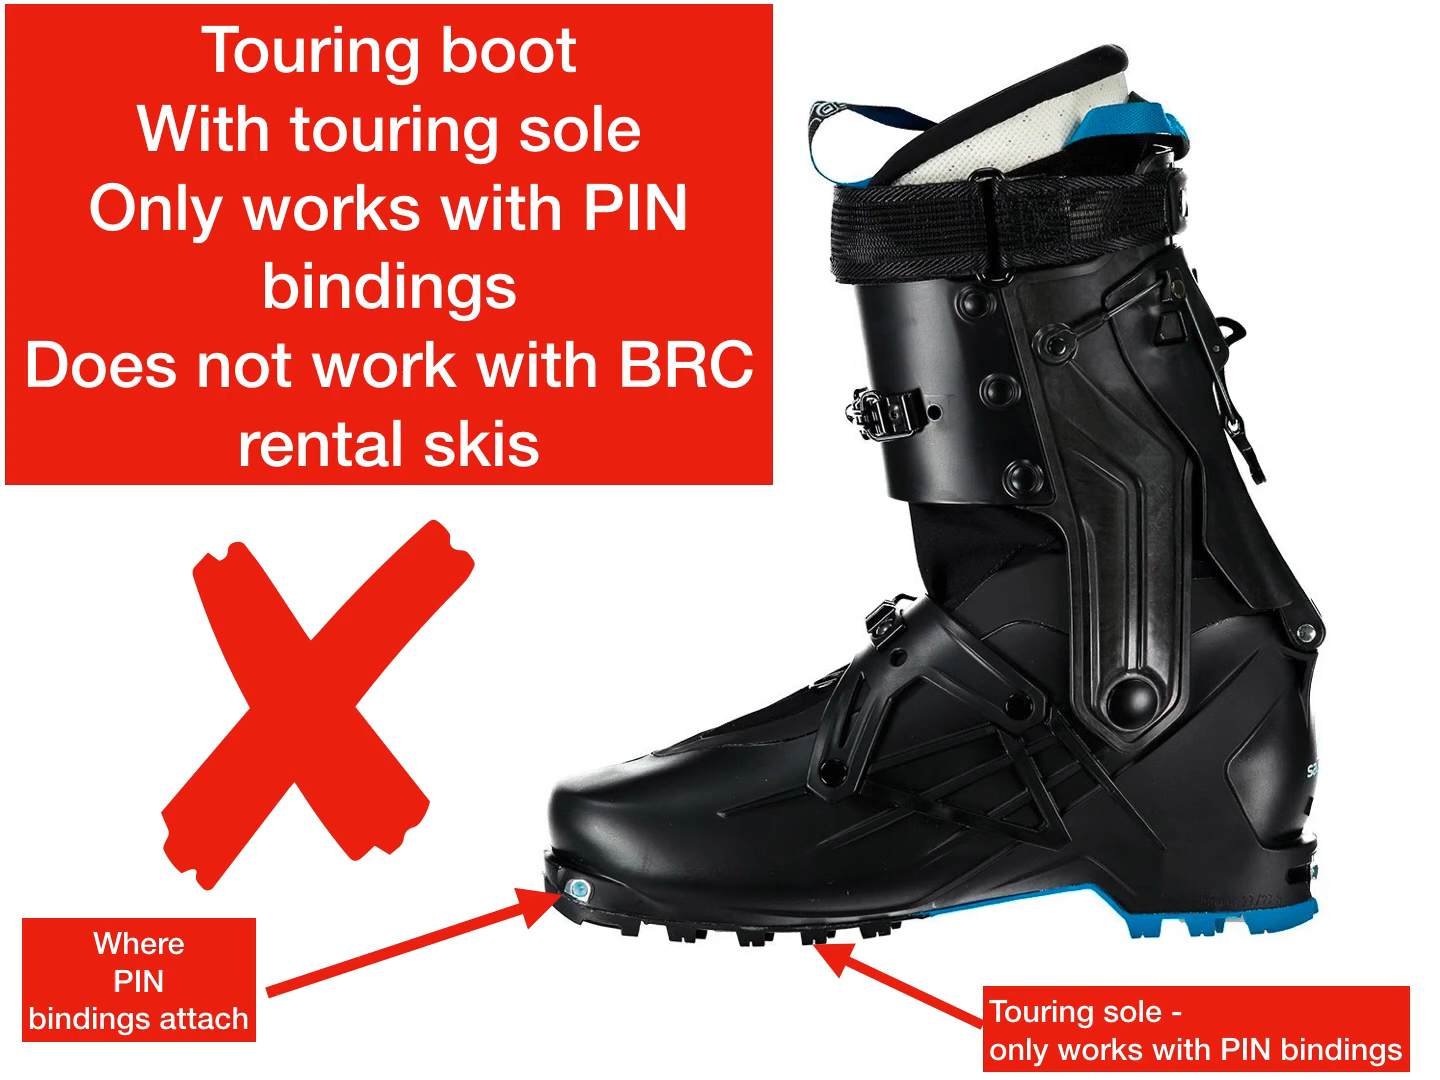 Touring boot
With touring sole
Only works with PIN
bindings
Does not work with BRC
rental skis
Where
PIN
bindings attach
Touring sole -
only works with PIN bindings